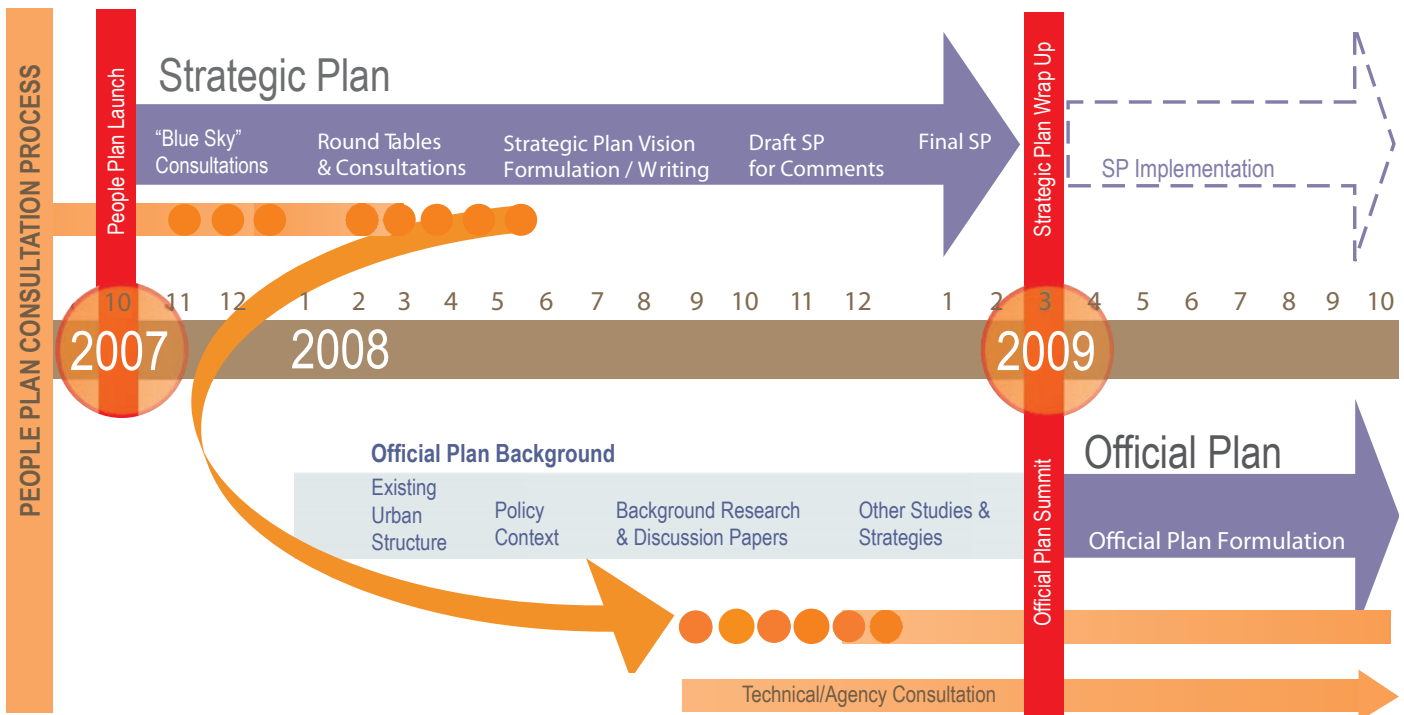 PEOPLE PLAN CONSULTATION PROCESS
People Plan Launch
Strategic Plan
“Blue Sky”
Consultations
Round Tables
& Consultations
Strategic Plan Vision
Formulation / Writing
Draft SP
for Comments
Final SP
Strategic Plan Wrap Up
SP Implementation
10 11 12 1 2 3 4 5 6 7 8 9 10 11 12 1 2 3 4 5 6 7 8 9 10
2007 2008 2009
Official Plan Background
Existing
Urban
Structure
Policy
Context
Background Research
& Discussion Papers
Other Studies &
Strategies
Official Plan Summit
Official Plan
Official Plan Formulation
Technical/Agency Consultation